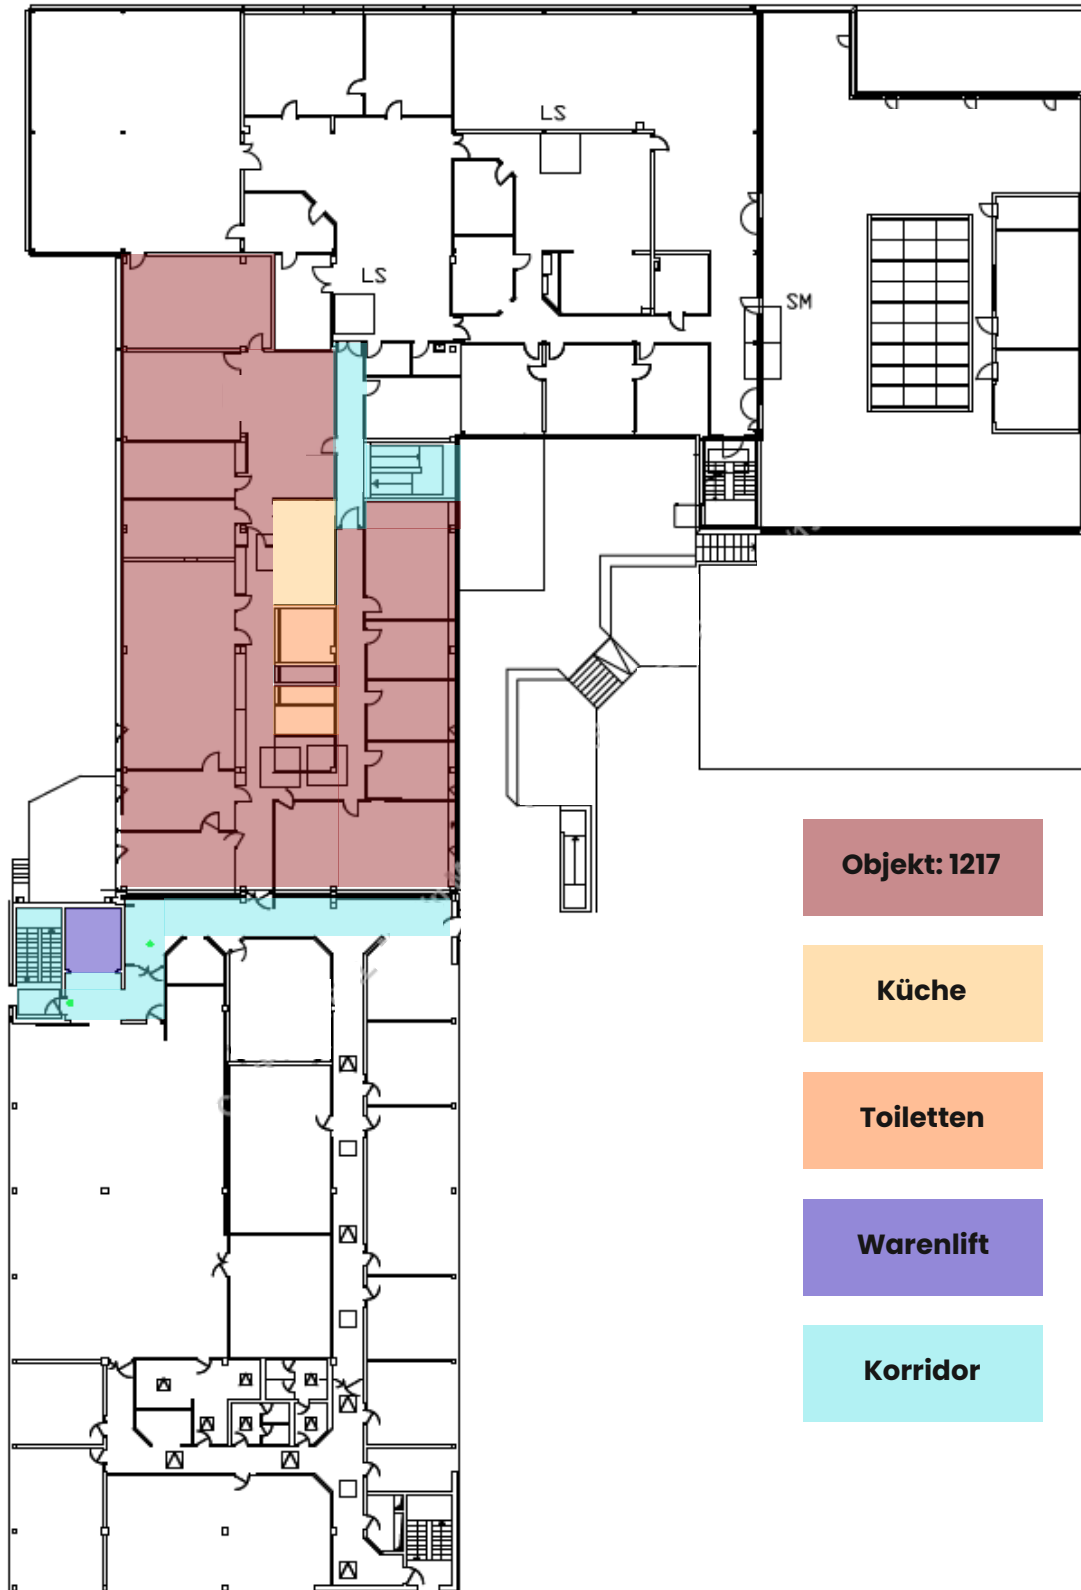 LS
LS
SM
Objekt: 1217
Küche
Toiletten
Warenlift
Korridor